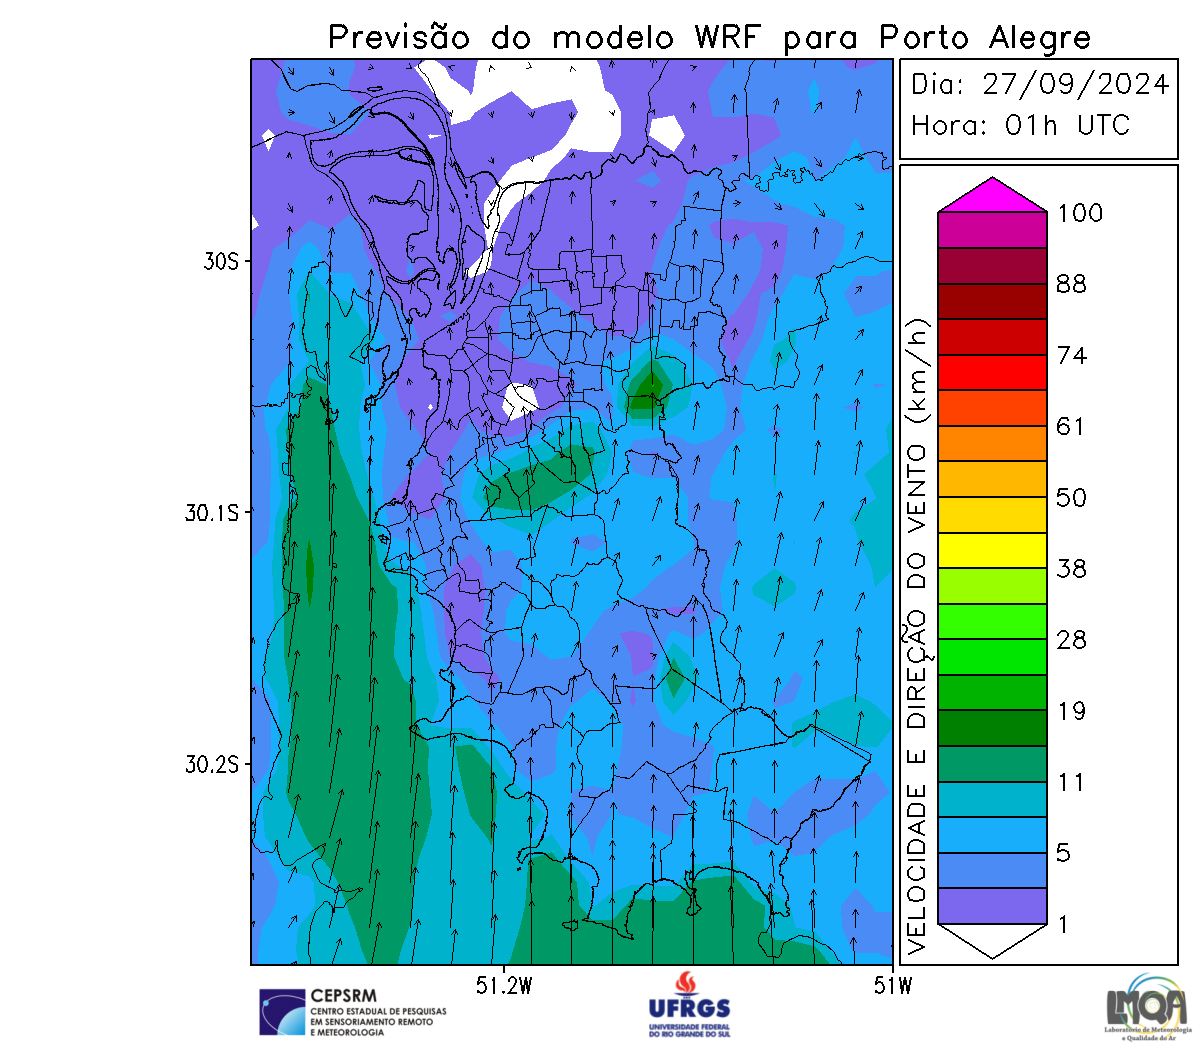 Previsão do modelo WRF para Porto Alegre
Dia: 27/09/2024
Hora: 01h UTC
VELOCIDADE E DIREÇÃO DO VENTO (km/h)
100
88
74
61
50
38
28
19
11
5
1
30S
30.1S
30.2S
51.2W
51W
CEPSRM
CENTRO ESTADUAL DE PESQUISAS
EM SENSORIAMENTO REMOTO
E METEOROLOGIA
UFRGS
UNIVERSIDADE FEDERAL
DO RIO GRANDE DO SUL
LMQA
Laboratório de Meteorologia
e Qualidade do Ar